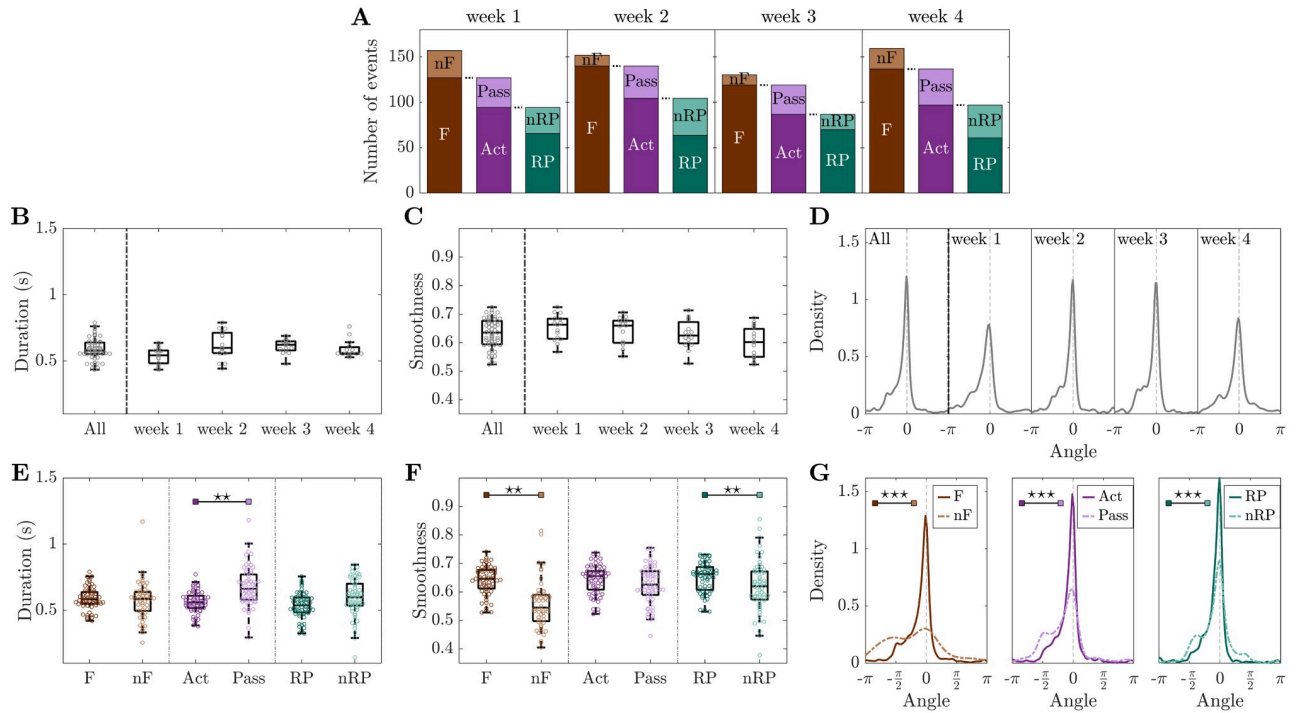 A
week 1 week 2 week 3 week 4
Number of events
150
100
50
0
nF Pass nRP F Act RP
nF Pass nRP F Act RP
nF Pass nRP F Act RP
nF Pass nRP F Act RP
B
Duration (s)
1.5
1
0.5
All week 1 week 2 week 3 week 4
C
Smoothness
0.9
0.8
0.7
0.6
0.5
0.4
All week 1 week 2 week 3 week 4
D
Density
1.5
1
0.5
0
All week 1 week 2 week 3 week 4
-π 0 -π 0 -π 0 -π 0 -π 0 π
Angle
E
Duration (s)
1.5
1
0.5
★★
F nF Act Pass RP nRP
F
Smoothness
0.9
0.8
0.7
0.6
0.5
0.4
★★ ★★
F nF Act Pass RP nRP
G
Density
1.5
1
0.5
0
★★★ F
nF
-π -π/2 0 π/2 π
Angle
★★★ Act
Pass
-π -π/2 0 π/2 π
Angle
★★★ RP
nRP
-π -π/2 0 π/2 π
Angle